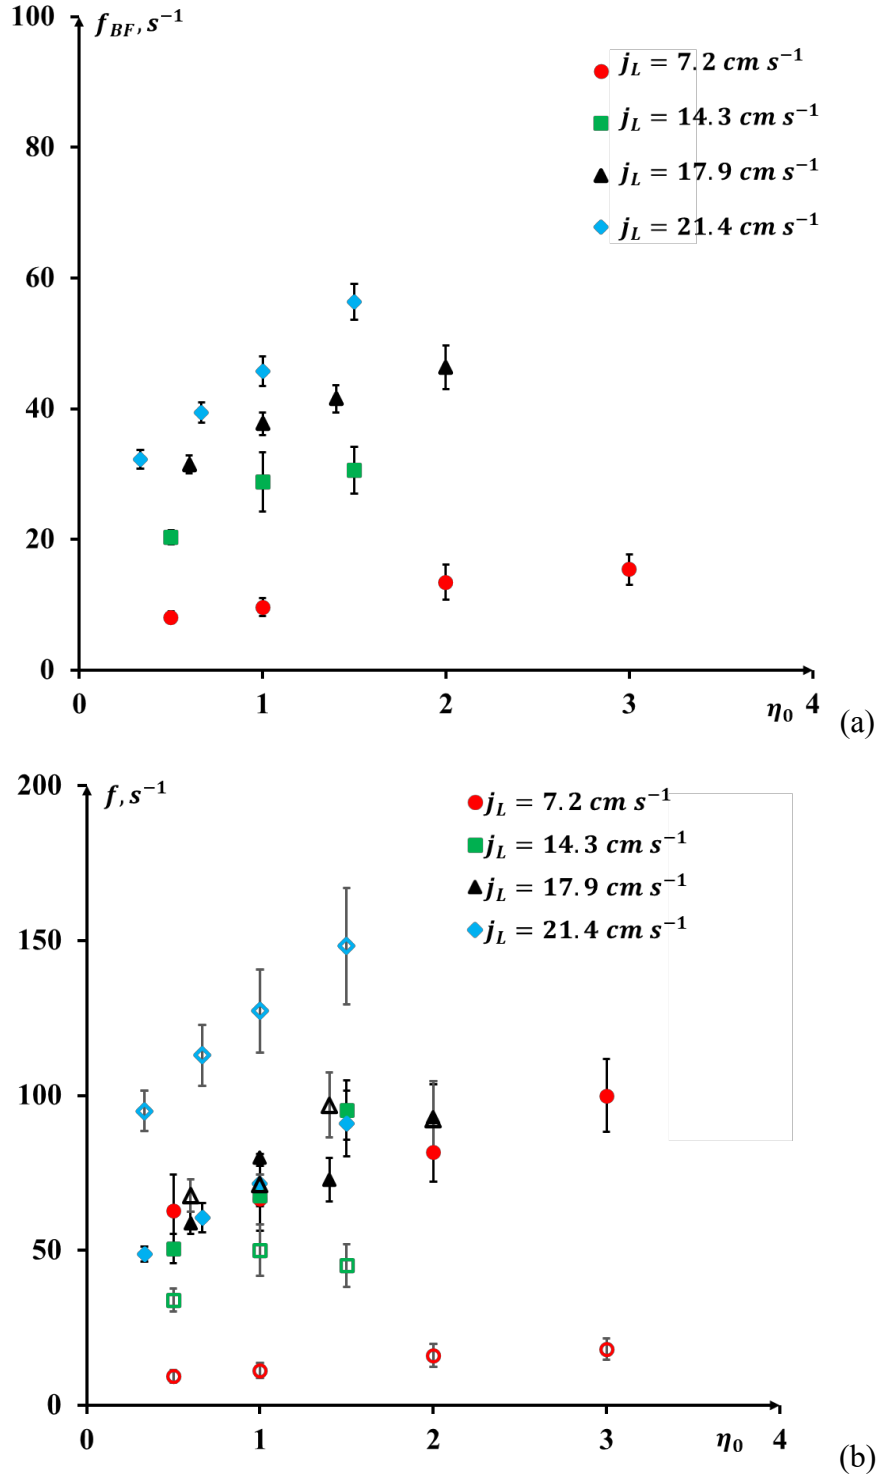 100
f_BF, s⁻¹
j_L = 7.2 cm s⁻¹
j_L = 14.3 cm s⁻¹
80
j_L = 17.9 cm s⁻¹
j_L = 21.4 cm s⁻¹
60
40
20
0
0 1 2 3 η₀ 4 (a)
200
f, s⁻¹
j_L = 7.2 cm s⁻¹
j_L = 14.3 cm s⁻¹
j_L = 17.9 cm s⁻¹
150
j_L = 21.4 cm s⁻¹
100
50
0
0 1 2 3 η₀ 4 (b)